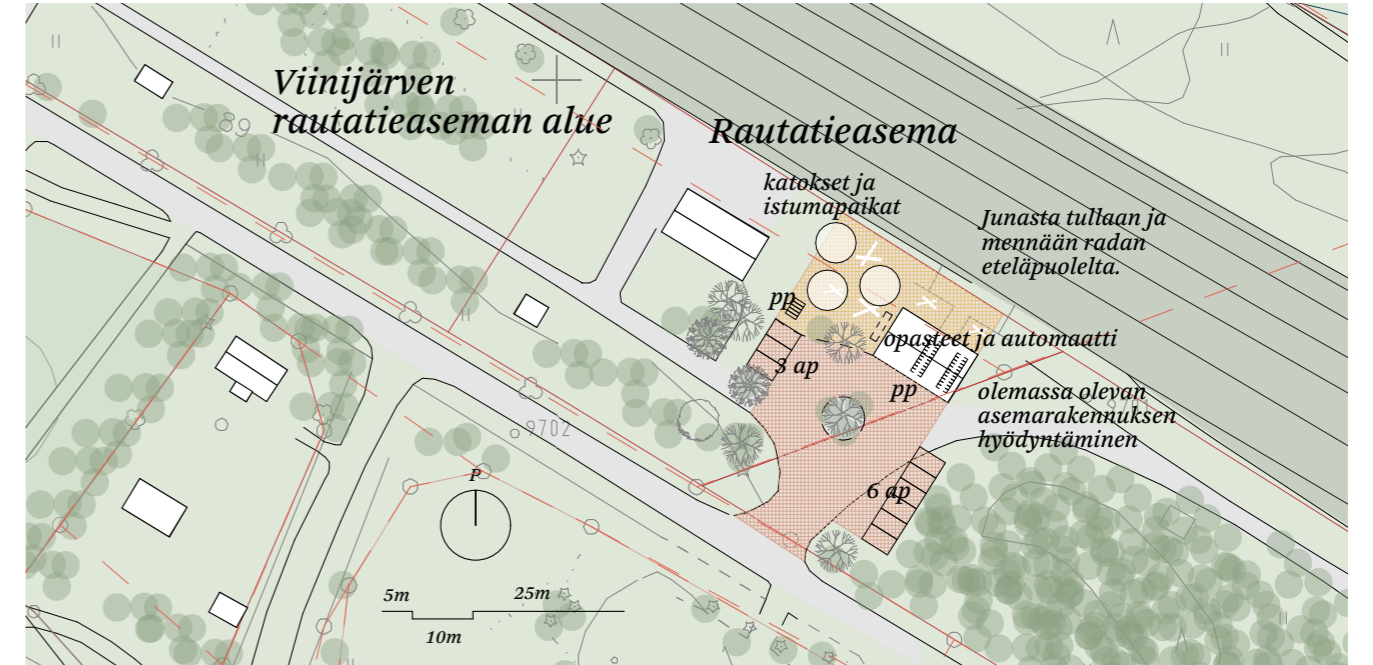 Viinijärven
rautatieaseman alue
89
Rautatieasema
katokset ja
istumapaikat
Junasta tullaan ja
mennään radan
eteläpuolelta.
pp
opasteet ja automaatti
3 ap
pp
olemassa olevan
asemarakennuksen
hyödyntäminen
9702
P
6 ap
5m
25m
10m